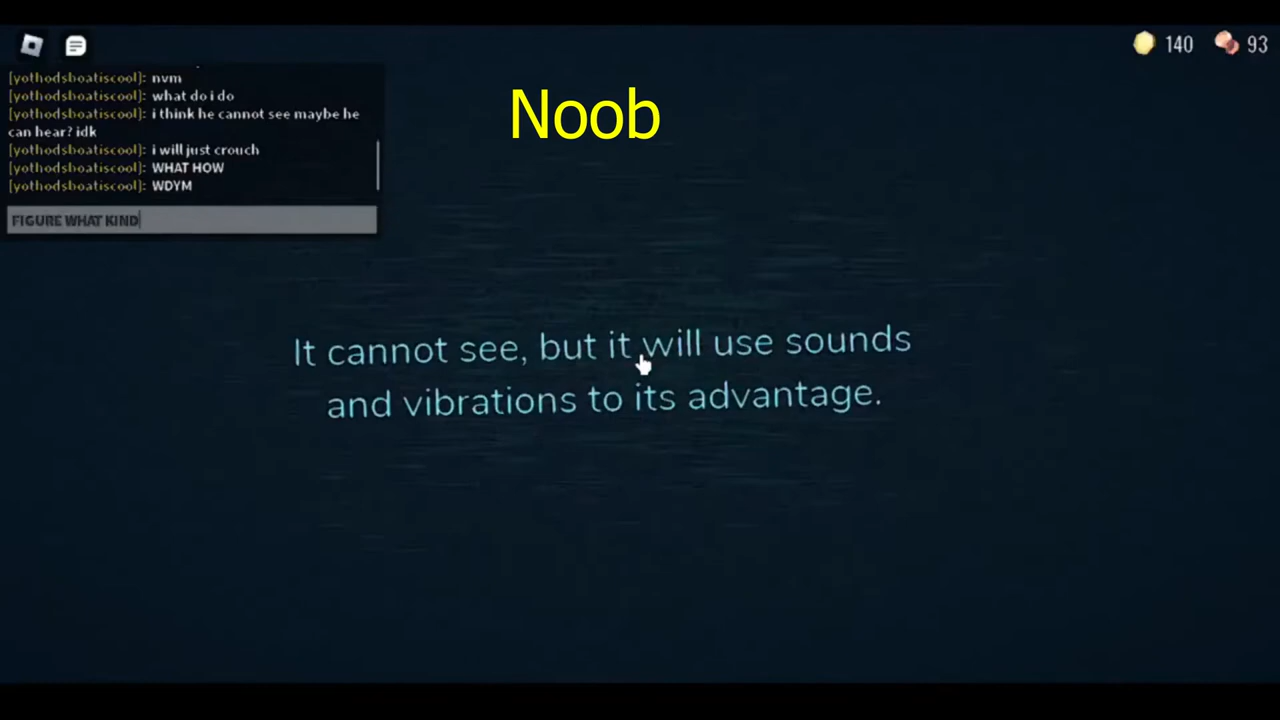 140 93
[yothodsboatiscool]: nvm
[yothodsboatiscool]: what do i do
[yothodsboatiscool]: i think he cannot see maybe he
can hear? idk
[yothodsboatiscool]: i will just crouch
[yothodsboatiscool]: WHAT HOW
[yothodsboatiscool]: WDYM
FIGURE WHAT KIND
Noob
It cannot see, but it will use sounds
and vibrations to its advantage.